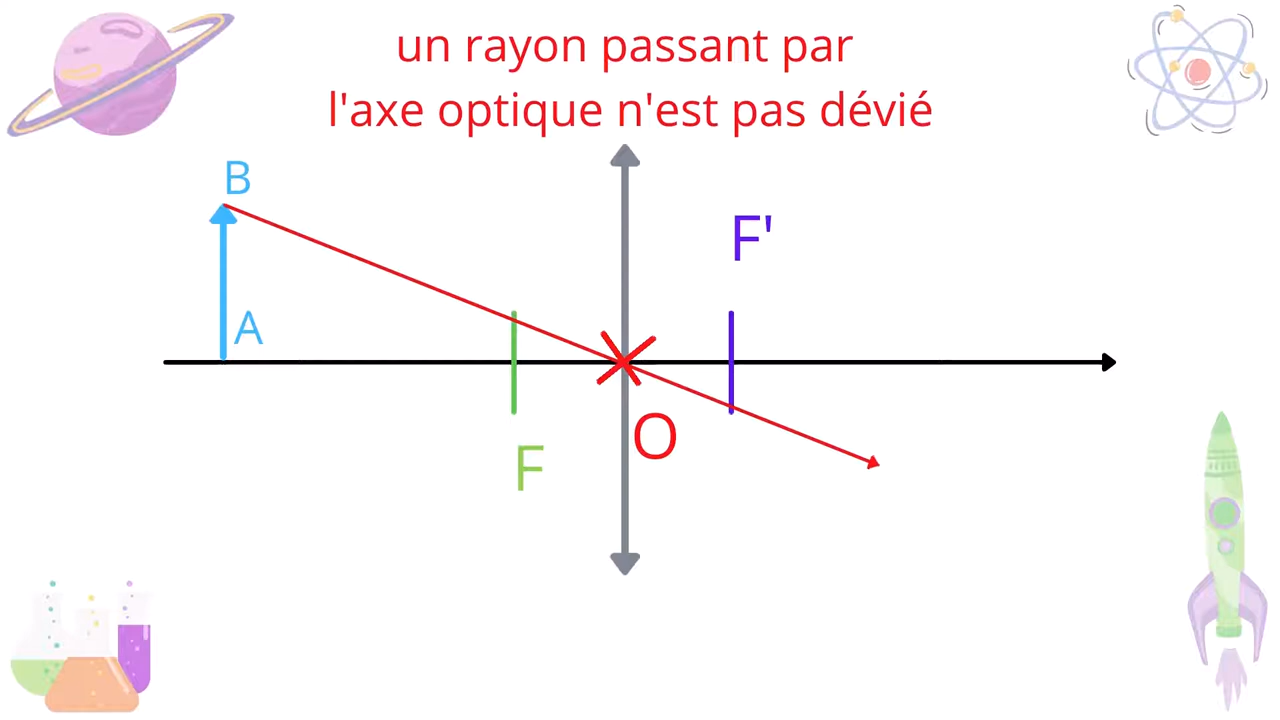 un rayon passant par
l'axe optique n'est pas dévié
B
F'
A
O
F